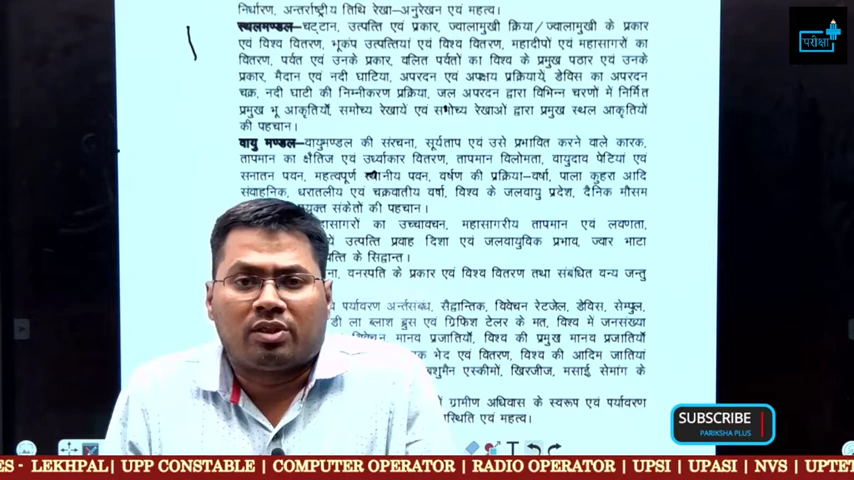 निर्धारण, अन्तर्राष्ट्रीय तिथि रेखा–अनुरेखन एवं महत्व।
स्थलमण्डल–चट्टान, उत्पत्ति एवं प्रकार, ज्वालामुखी क्रिया/ज्वालामुखी के प्रकार
एवं विश्व वितरण, भूकंप उत्पत्तियां एवं विश्व वितरण, महादीपों एवं महासागरों का
वितरण, पर्वत एवं उनके प्रकार, वलित पर्वतों का विश्व के प्रमुख पठार एवं उनके
प्रकार, मैदान एवं नदी घाटिया, अपरदन एवं अपक्षय प्रक्रियायें, डेविस का अपरदन
चक्र, नदी घाटी की निम्नीकरण प्रक्रिया, जल अपरदन द्वारा विभिन्न चरणों में निर्मित
प्रमुख भू आकृतियों, समोच्य रेखायें एवं समोच्य रेखाओं द्वारा प्रमुख स्थल आकृतियों
की पहचान।
वायु मण्डल–वायुमण्डल की संरचना, सूर्यताप एवं उसे प्रभावित करने वाले कारक,
तापमान का क्षैतिज एवं उर्ध्वाकार वितरण, तापमान विलोमता, वायुदाव पेटियां एवं
सनातन पवन, महत्वपूर्ण स्थानीय पवन, वर्षण की प्रक्रिया–वर्षा, पाला कुहरा आदि
संवाहनिक, धरातलीय एवं चक्रवातीय वर्षा, विश्व के जलवायु प्रदेश, दैनिक मौसम
संकेतों की पहचान।
का उच्चावचन, महासागरीय तापमान एवं लवणता,
उत्पत्ति प्रवाह दिशा एवं जलवायुविक प्रभाव, ज्वार भाटा
के सिद्वान्त।
वनस्पति के प्रकार एवं विश्व वितरण तथा संबंधित वन्य जन्तु
पर्यावरण अर्न्तसबंध, सैद्वान्तिक, विवेचन रेटजेल, डेविस, सेम्पुल,
डी ला ब्लाश ब्रुस एवं ग्रिफिश टेलर के मत, विश्व में जनसंख्या
मानव प्रजातियों, विश्व की प्रमुख मानव प्रजातियों
भेद एवं वितरण, विश्व की आदिम जातियां
बशुमैन एस्कीमों, खिरजीज, मसाई, सेमांग के
ग्रामीण अधिवास के स्वरूप एवं पर्यावरण
एवं महत्व।
परीक्षा
SUBSCRIBE
PARIKSHA PLUS
ES - LEKHPAL| UPP CONSTABLE | COMPUTER OPERATOR | RADIO OPERATOR | UPSI | UPASI | NVS | UPTET